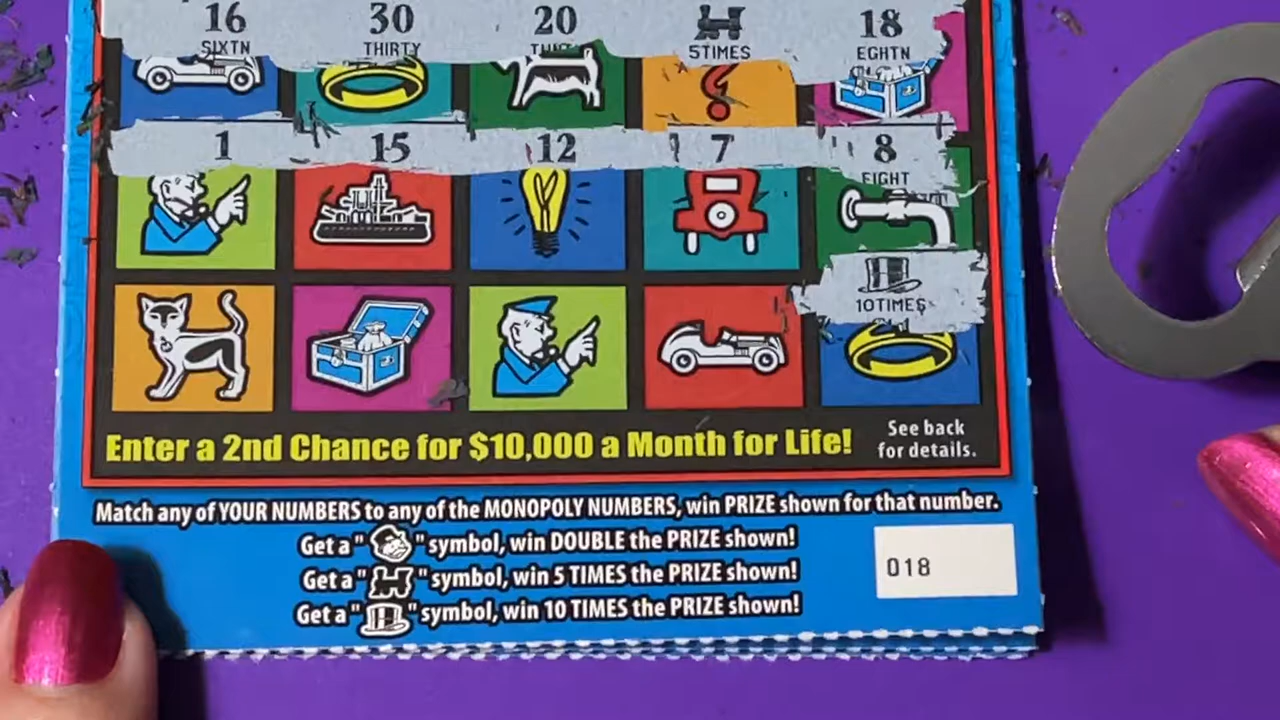 16 30 20 18
SIXTN THIRTY 5TIMES EGHTN
1 15 12 7 8
EIGHT
10TIMES
Enter a 2nd Chance for $10,000 a Month for Life!
See back
for details.
Match any of YOUR NUMBERS to any of the MONOPOLY NUMBERS, win PRIZE shown for that number.
Get a " " symbol, win DOUBLE the PRIZE shown!
Get a " " symbol, win 5 TIMES the PRIZE shown!
Get a " " symbol, win 10 TIMES the PRIZE shown!
018